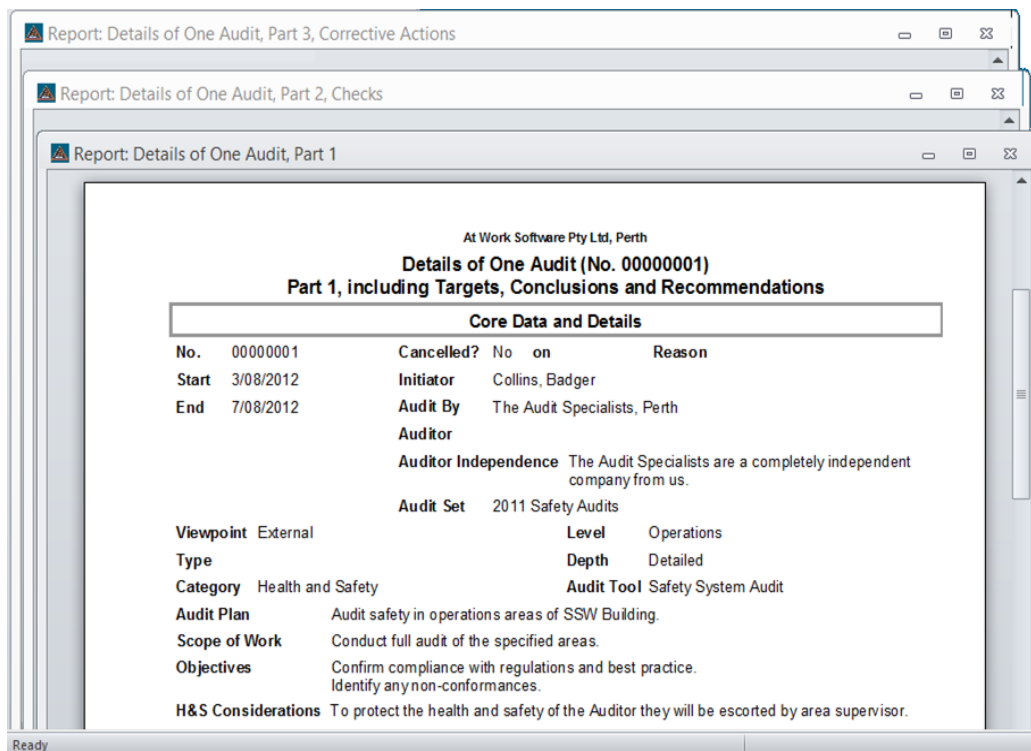 Report: Details of One Audit, Part 3, Corrective Actions
Report: Details of One Audit, Part 2, Checks
Report: Details of One Audit, Part 1
At Work Software Pty Ltd, Perth
Details of One Audit (No. 00000001)
Part 1, including Targets, Conclusions and Recommendations
Core Data and Details
No. 00000001 Cancelled? No on Reason
Start 3/08/2012 Initiator Collins, Badger
End 7/08/2012 Audit By The Audit Specialists, Perth
Auditor
Auditor Independence The Audit Specialists are a completely independent
company from us.
Audit Set 2011 Safety Audits
Viewpoint External Level Operations
Type Depth Detailed
Category Health and Safety Audit Tool Safety System Audit
Audit Plan Audit safety in operations areas of SSW Building.
Scope of Work Conduct full audit of the specified areas.
Objectives Confirm compliance with regulations and best practice.
Identify any non-conformances.
H&S Considerations To protect the health and safety of the Auditor they will be escorted by area supervisor.
Ready